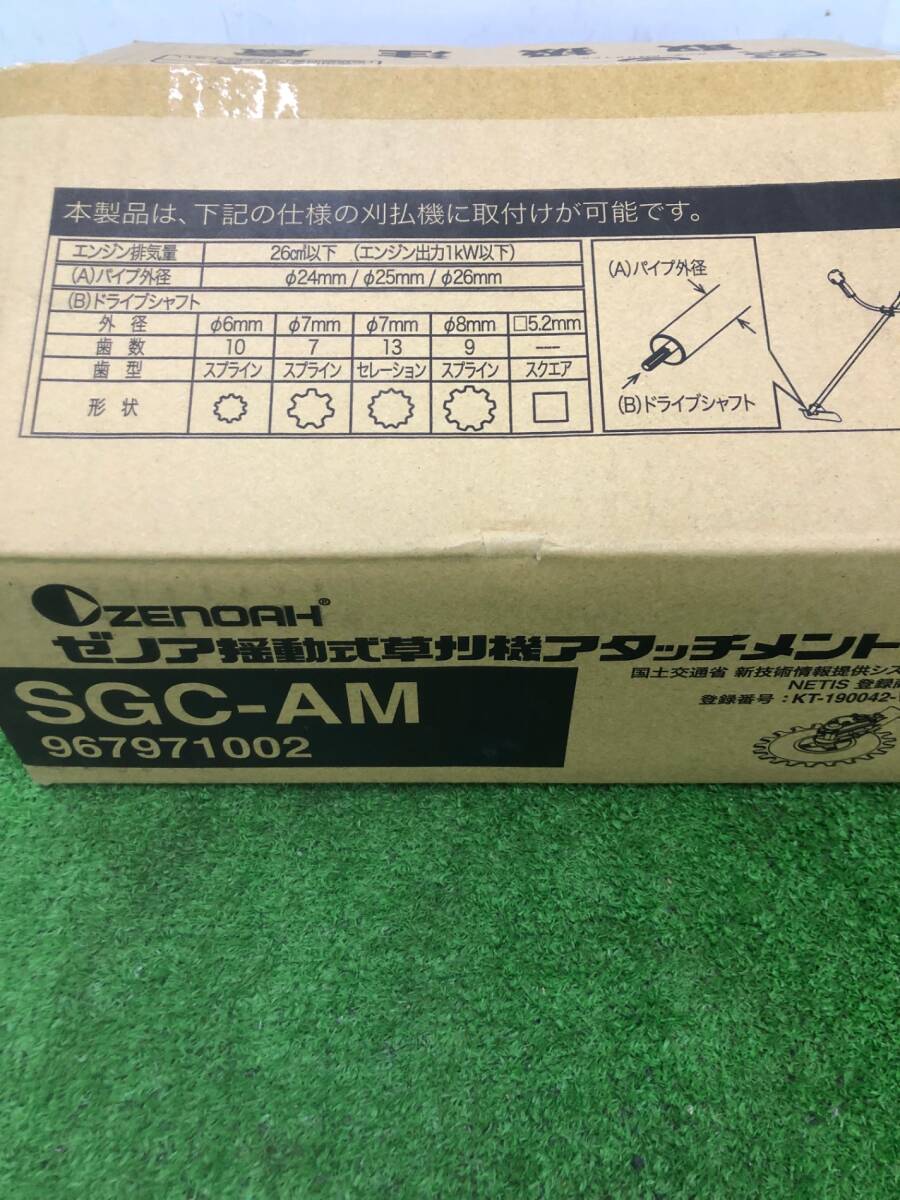 取扱注意
本製品は、下記の仕様の刈払機に取付けが可能です。
エンジン排気量 26cm³以下 (エンジン出力1kW以下)
(A)パイプ外径 φ24mm / φ25mm / φ26mm
(B)ドライブシャフト
外径 φ6mm φ7mm φ7mm φ8mm □5.2mm
歯数 10 7 13 9 ---
歯型 スプライン スプライン セレーション スプライン スクエア
形状
(A)パイプ外径
(B)ドライブシャフト
ZENOAH®
ゼノア揺動式草刈機アタッチメント
国土交通省 新技術情報提供シス
NETIS 登録商
登録番号：KT-190042-
SGC-AM
967971002